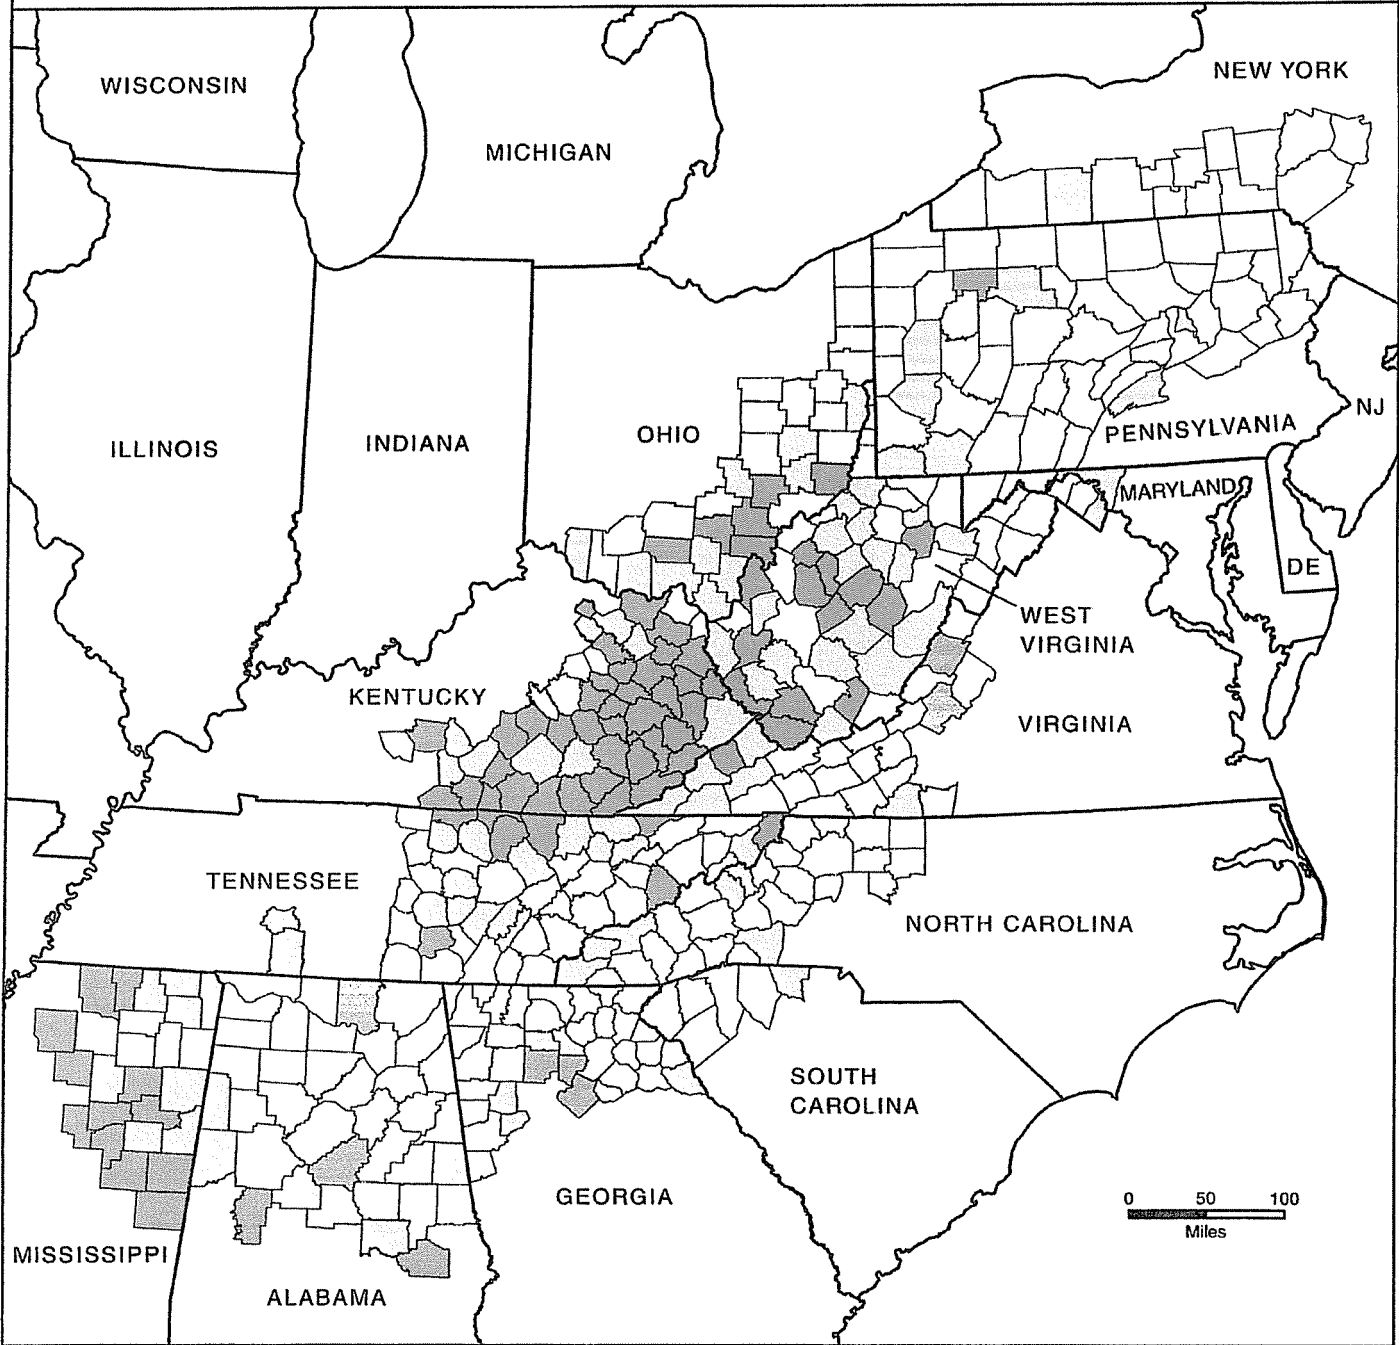 WISCONSIN
NEW YORK
MICHIGAN
NJ
PENNSYLVANIA
OHIO
INDIANA
ILLINOIS
MARYLAND
DE
WEST
VIRGINIA
KENTUCKY
VIRGINIA
TENNESSEE
NORTH CAROLINA
SOUTH
CAROLINA
GEORGIA
0 50 100
Miles
MISSISSIPPI
ALABAMA